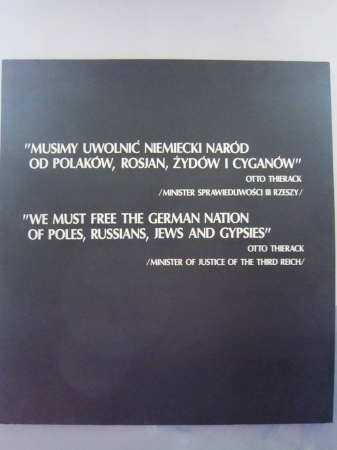 "MUSIMY UWOLNIĆ NIEMIECKI NARÓD
OD POLAKÓW, ROSJAN, ŻYDÓW I CYGANÓW"
OTTO THIERACK
/MINISTER SPRAWIEDLIWOŚCI III RZESZY/
"WE MUST FREE THE GERMAN NATION
OF POLES, RUSSIANS, JEWS AND GYPSIES"
OTTO THIERACK
/MINISTER OF JUSTICE OF THE THIRD REICH/